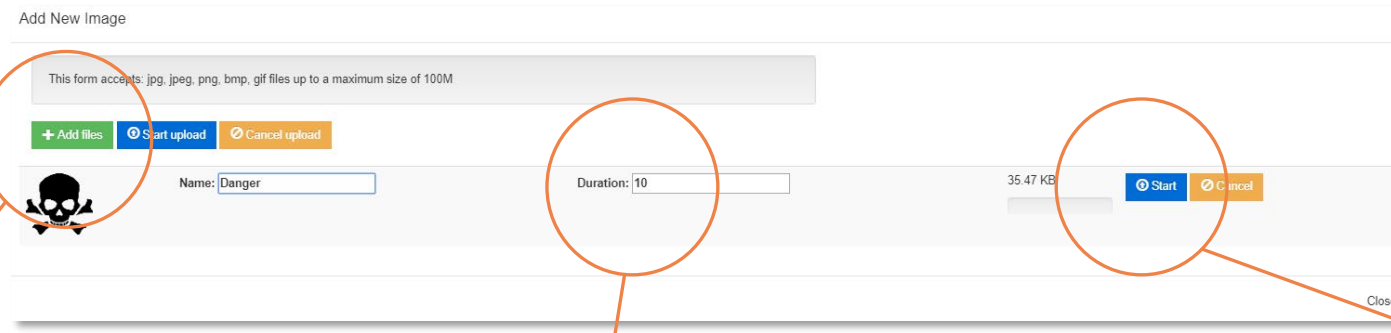 Add New Image
This form accepts: jpg, jpeg, png, bmp, gif files up to a maximum size of 100M
Add files Start upload Cancel upload
Name: Danger Duration: 10 35.47 KB Start Cancel